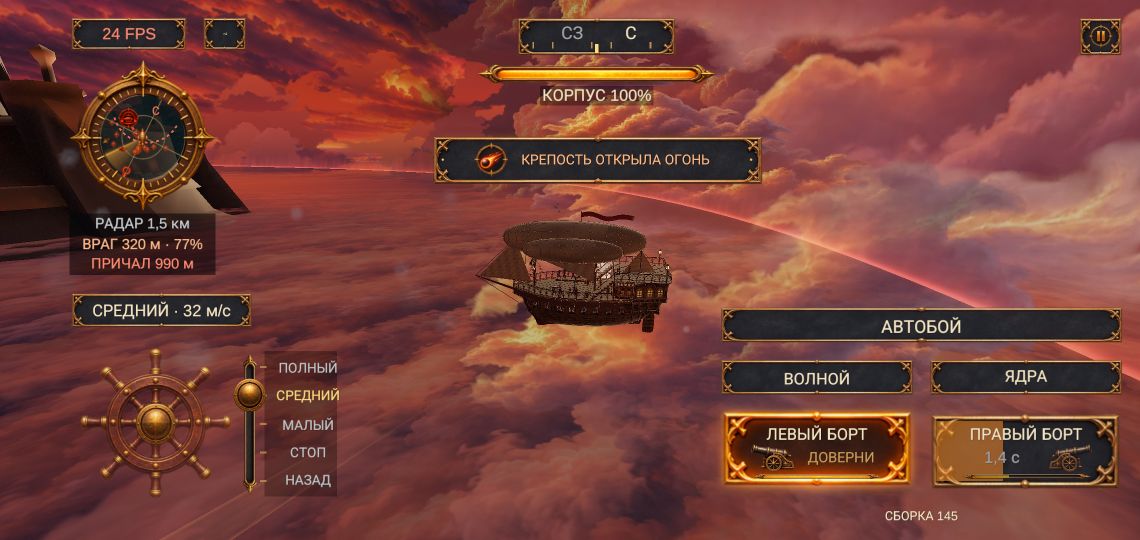 24 FPS
СЗ С
КОРПУС 100%
КРЕПОСТЬ ОТКРЫЛА ОГОНЬ
С
РАДАР 1,5 км
ВРАГ 320 м · 77%
ПРИЧАЛ 990 м
СРЕДНИЙ · 32 м/с
ПОЛНЫЙ
СРЕДНИЙ
МАЛЫЙ
СТОП
НАЗАД
АВТОБОЙ
ВОЛНОЙ
ЯДРА
ЛЕВЫЙ БОРТ
ДОВЕРНИ
ПРАВЫЙ БОРТ
1,4 с
СБОРКА 145